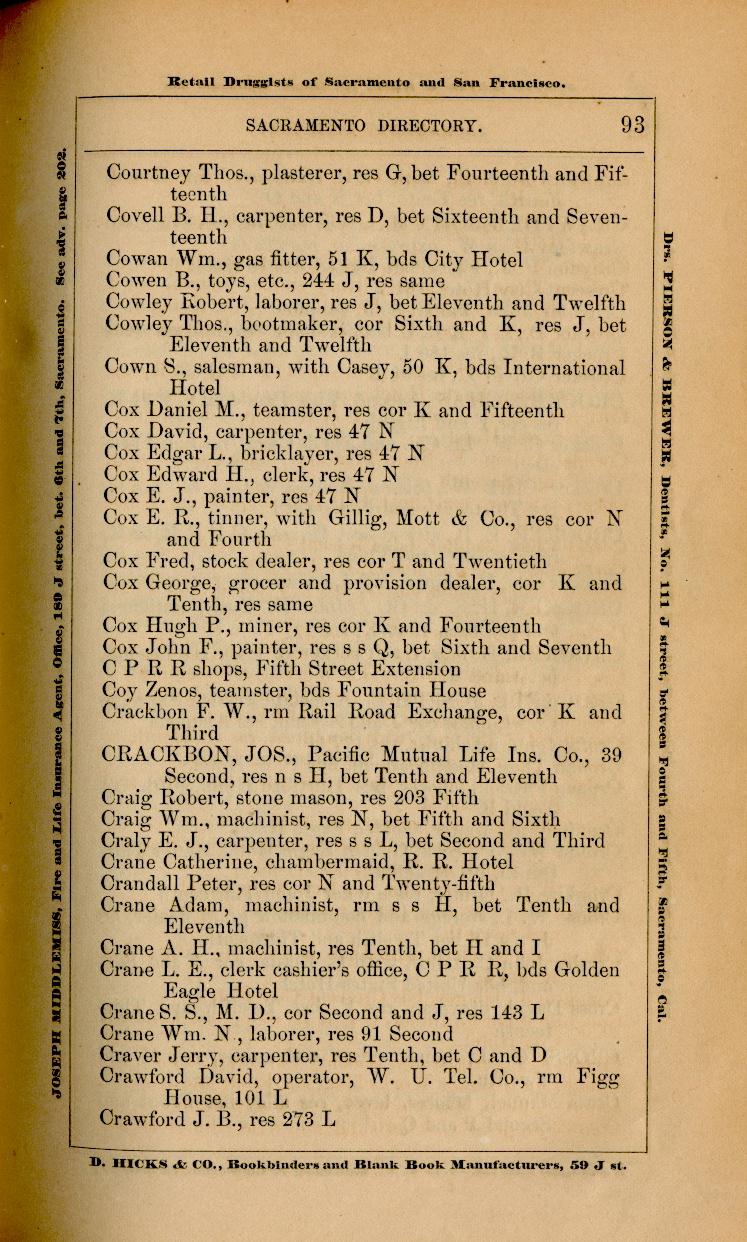 Retail Druggists of Sacramento and San Francisco.
SACRAMENTO DIRECTORY. 93
Courtney Thos., plasterer, res G, bet Fourteenth and Fif-
teenth
Covell B. H., carpenter, res D, bet Sixteenth and Seven-
teenth
Cowan Wm., gas fitter, 51 K, bds City Hotel
Cowen B., toys, etc., 244 J, res same
Cowley Robert, laborer, res J, bet Eleventh and Twelfth
Cowley Thos., bootmaker, cor Sixth and K, res J, bet
Eleventh and Twelfth
Cown S., salesman, with Casey, 50 K, bds International
Hotel
Cox Daniel M., teamster, res cor K and Fifteenth
Cox David, carpenter, res 47 N
Cox Edgar L., bricklayer, res 47 N
Cox Edward H., clerk, res 47 N
Cox E. J., painter, res 47 N
Cox E. R., tinner, with Gillig, Mott & Co., res cor N
and Fourth
Cox Fred, stock dealer, res cor T and Twentieth
Cox George, grocer and provision dealer, cor K and
Tenth, res same
Cox Hugh P., miner, res cor K and Fourteenth
Cox John F., painter, res s s Q, bet Sixth and Seventh
C P R R shops, Fifth Street Extension
Coy Zenos, teamster, bds Fountain House
Crackbon F. W., rm Rail Road Exchange, cor K and
Third
CRACKBON, JOS., Pacific Mutual Life Ins. Co., 39
Second, res n s H, bet Tenth and Eleventh
Craig Robert, stone mason, res 203 Fifth
Craig Wm., machinist, res N, bet Fifth and Sixth
Craly E. J., carpenter, res s s L, bet Second and Third
Crane Catherine, chambermaid, R. R. Hotel
Crandall Peter, res cor N and Twenty-fifth
Crane Adam, machinist, rm s s H, bet Tenth and
Eleventh
Crane A. H., machinist, res Tenth, bet H and I
Crane L. E., clerk cashier's office, C P R R, bds Golden
Eagle Hotel
Crane S. S., M. D., cor Second and J, res 143 L
Crane Wm. N., laborer, res 91 Second
Craver Jerry, carpenter, res Tenth, bet C and D
Crawford David, operator, W. U. Tel. Co., rm Figg
House, 101 L
Crawford J. B., res 273 L
D. HICKS & CO., Bookbinders and Blank Book Manufacturers, 59 J st.
JOSEPH MIDDLEMISS, Fire and Life Insurance Agent, Office, 189 J street, bet. 6th and 7th, Sacramento. See adv. page 202.
Drs. PIERSON & BREWER, Dentists, No. 111 J street, between Fourth and Fifth, Sacramento, Cal.